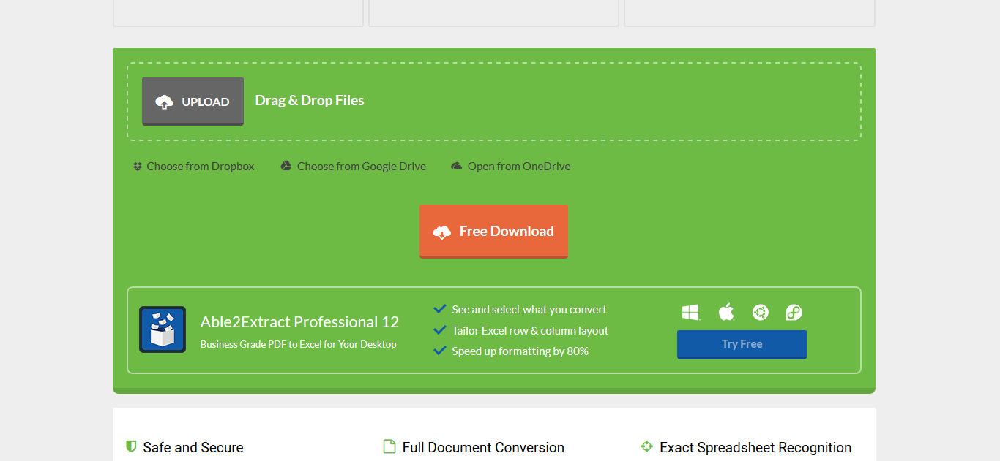 UPLOAD
Drag & Drop Files
Choose from Dropbox
Choose from Google Drive
Open from OneDrive
Free Download
Able2Extract Professional 12
Business Grade PDF to Excel for Your Desktop
See and select what you convert
Tailor Excel row & column layout
Speed up formatting by 80%
Try Free
Safe and Secure
Full Document Conversion
Exact Spreadsheet Recognition